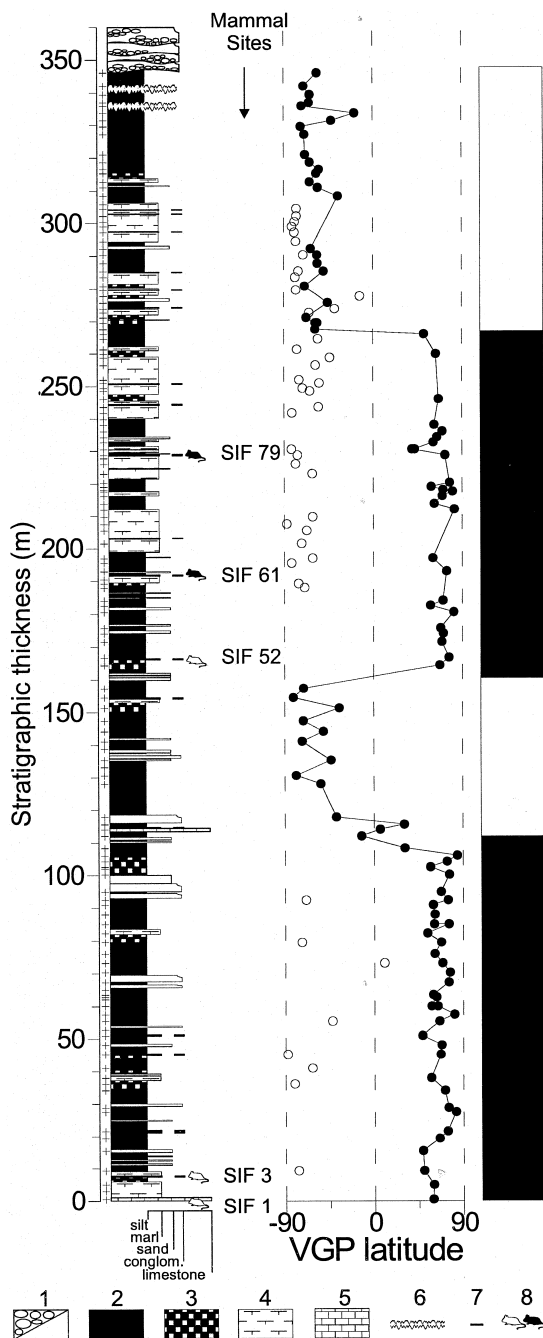 Mammal
Sites
350
300
250
SIF 79
200
SIF 61
SIF 52
150
100
50
SIF 3
0
SIF 1
Stratigraphic thickness (m)
silt
marl
sand
conglom.
limestone
-90 0 90
VGP latitude
1 2 3 4 5 6 7 8